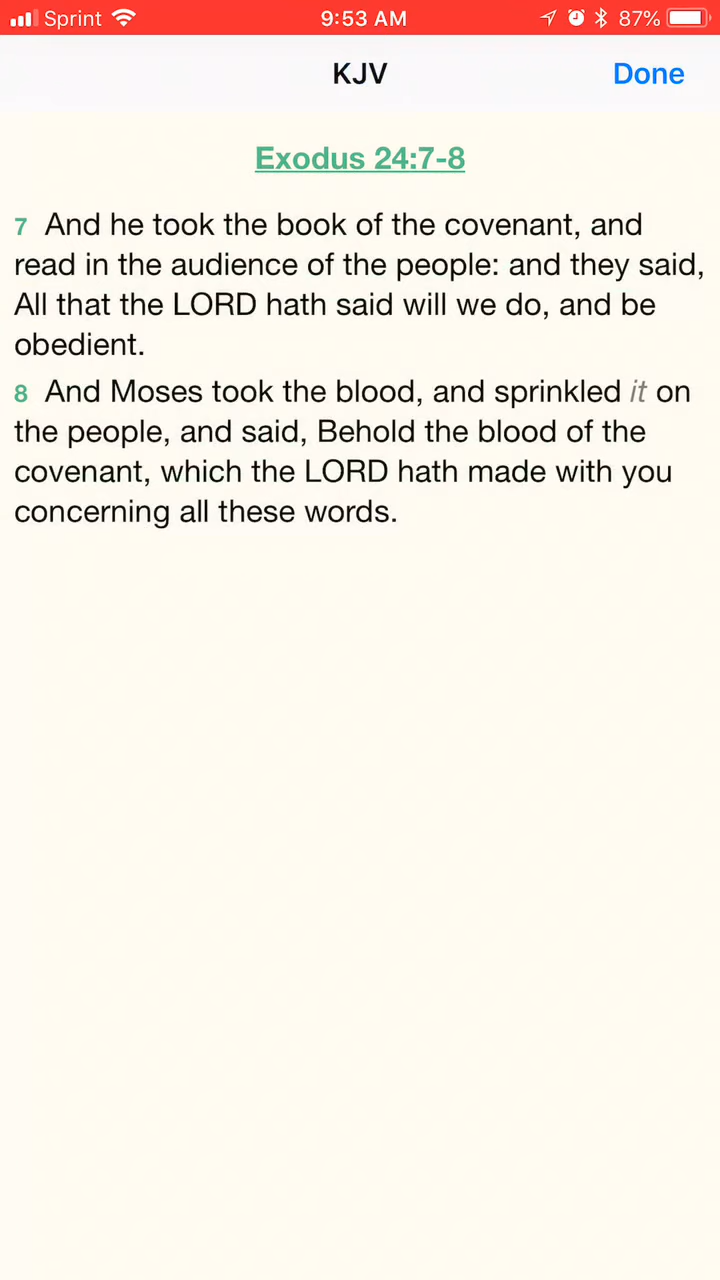 Sprint 9:53 AM 87%
KJV Done
Exodus 24:7-8
7 And he took the book of the covenant, and
read in the audience of the people: and they said,
All that the LORD hath said will we do, and be
obedient.
8 And Moses took the blood, and sprinkled it on
the people, and said, Behold the blood of the
covenant, which the LORD hath made with you
concerning all these words.